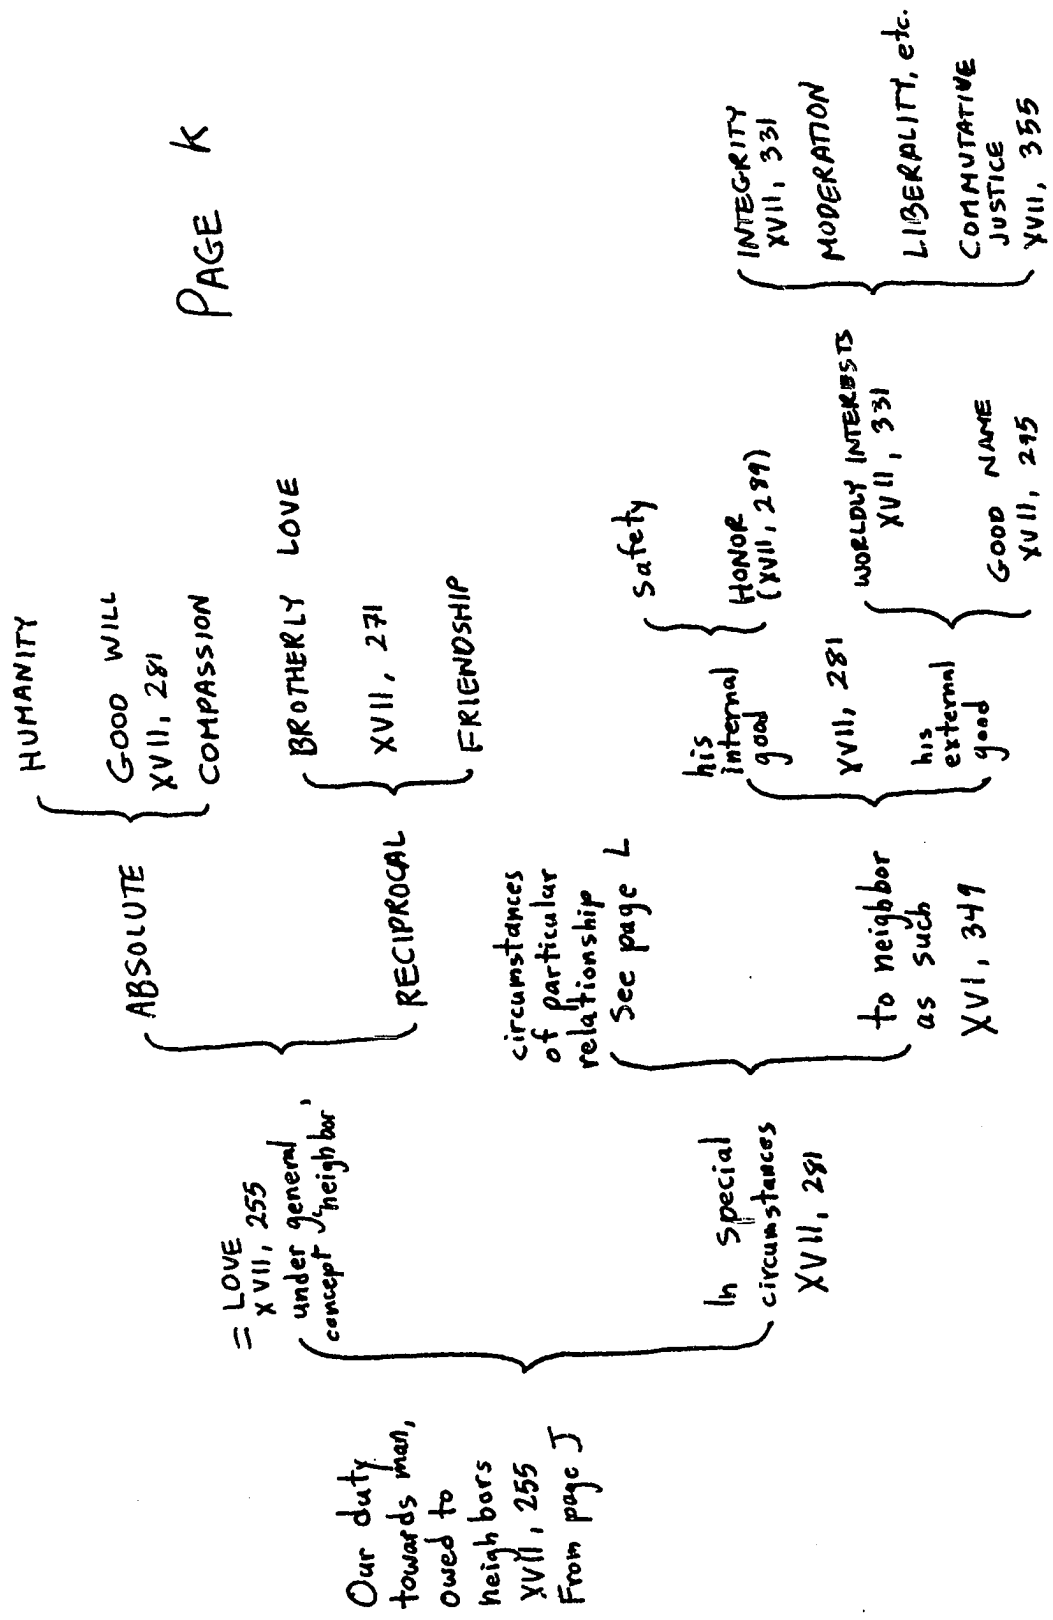 PAGE K
Our duty
towards man,
owed to
neighbors
XVII, 255
From page J
= LOVE
XVII, 255
under general
concept 'neighbor'
In special
circumstances
XVII, 281
ABSOLUTE
RECIPROCAL
HUMANITY
GOOD WILL
XVII, 281
COMPASSION
BROTHERLY LOVE
XVII, 271
FRIENDSHIP
circumstances
of particular
relationship
See page L
to neighbor
as such
XVI, 349
his
internal
good
XVII, 281
his
external
good
Safety
HONOR
(XVII, 289)
WORLDLY INTERESTS
XVII, 331
GOOD NAME
XVII, 295
INTEGRITY
XVII, 331
MODERATION
LIBERALITY, etc.
COMMUTATIVE
JUSTICE
XVII, 355